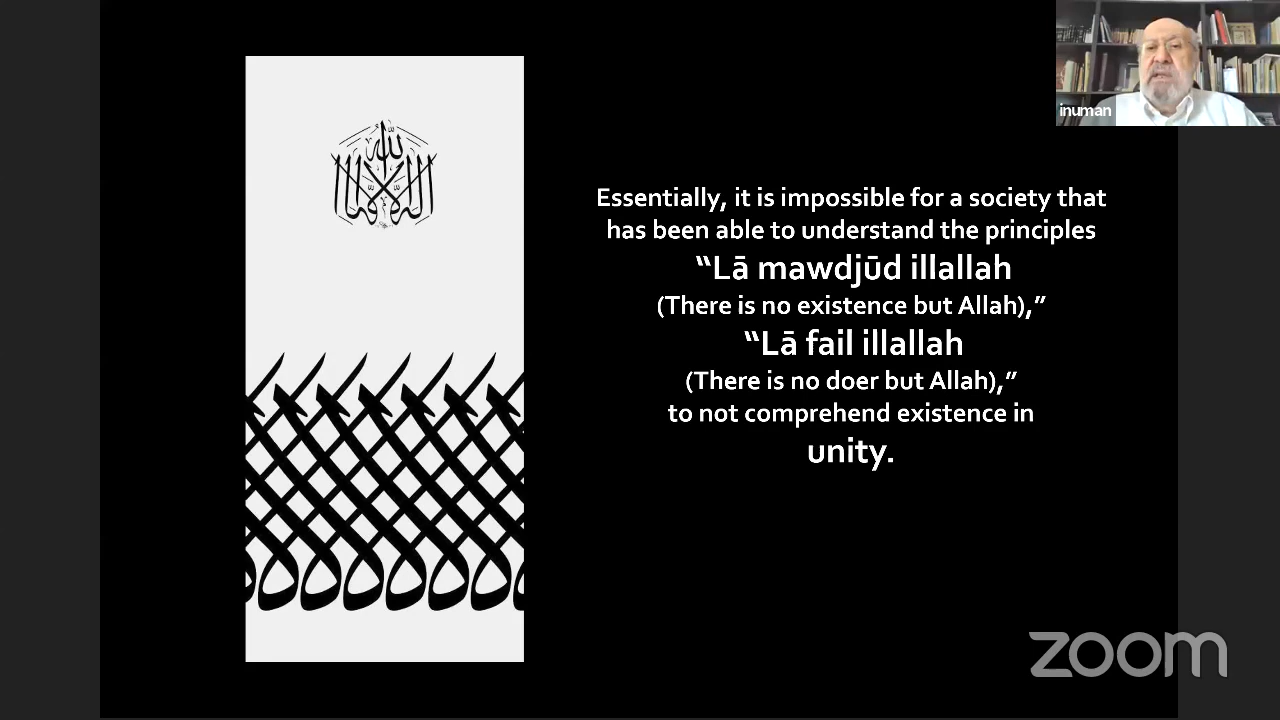 inuman
Essentially, it is impossible for a society that
has been able to understand the principles
“Lā mawdjūd illallah
(There is no existence but Allah),”
“Lā fail illallah
(There is no doer but Allah),”
to not comprehend existence in
unity.
zoom